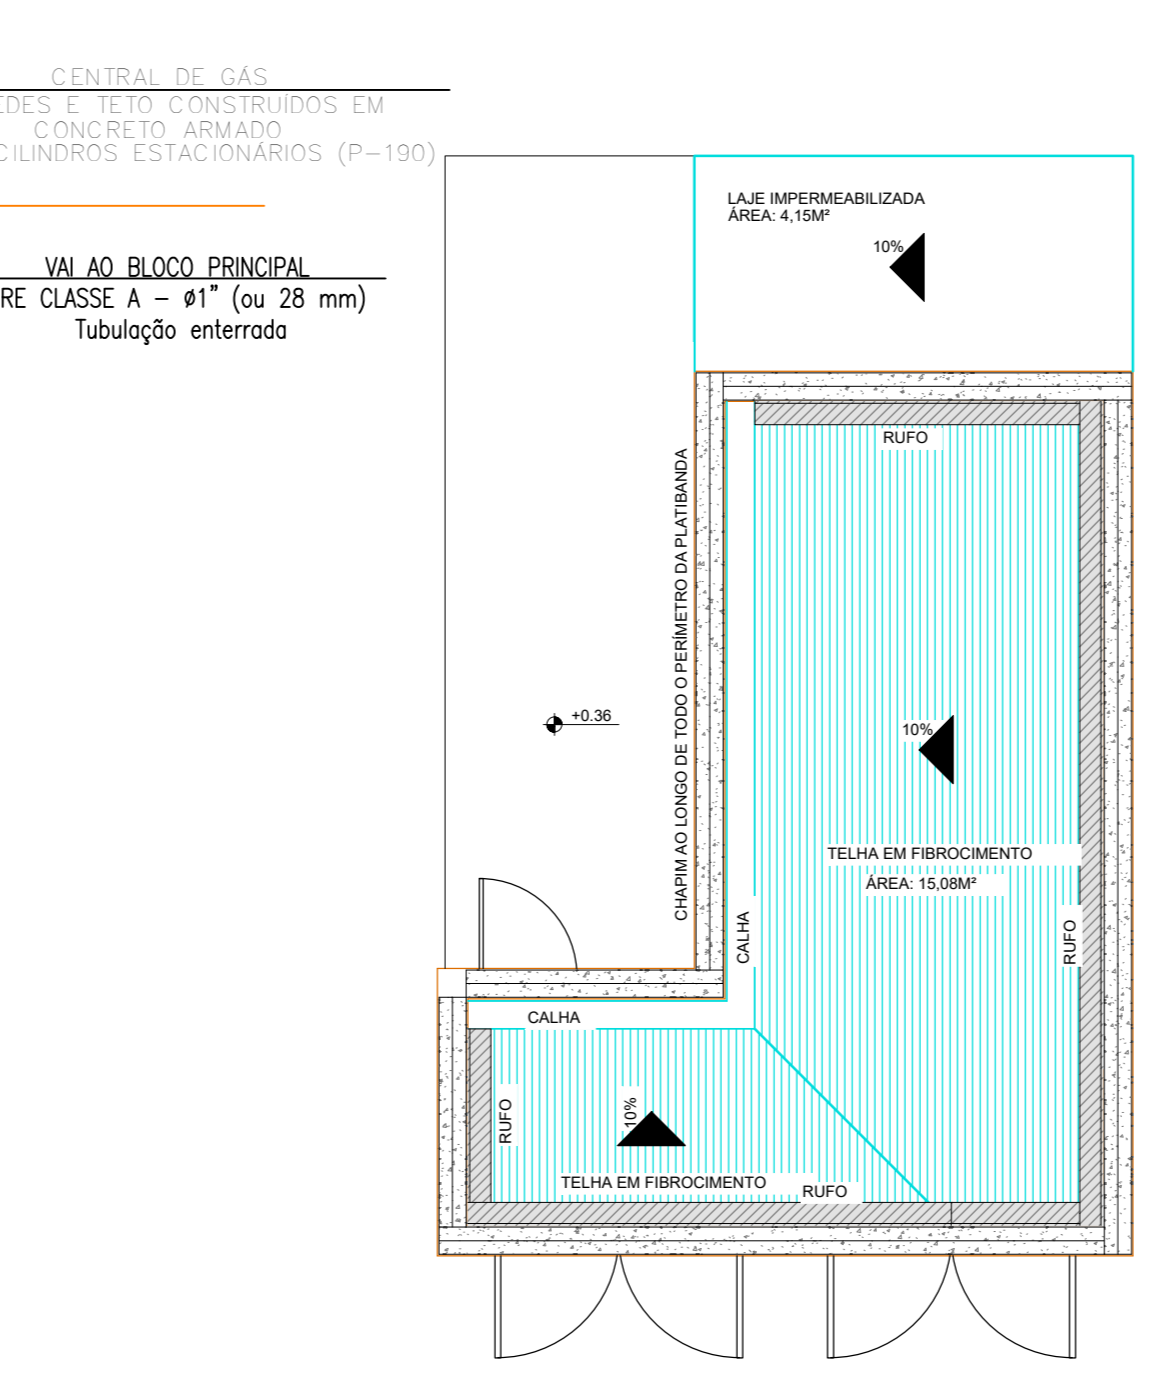 CENTRAL DE GÁS
E TETO CONSTRUÍDOS EM
CONCRETO ARMADO
CILINDROS ESTACIONÁRIOS (P-190)
VAI AO BLOCO PRINCIPAL
RE CLASSE A - ø1" (ou 28 mm)
Tubulação enterrada
LAJE IMPERMEABILIZADA
ÁREA: 4,15M²
10%
RUFO
CHAPIM AO LONGO DE TODO O PERÍMETRO DA PLATIBANDA
+0.36
10%
TELHA EM FIBROCIMENTO
ÁREA: 15,08M²
CALHA
RUFO
CALHA
RUFO
10%
TELHA EM FIBROCIMENTO
RUFO